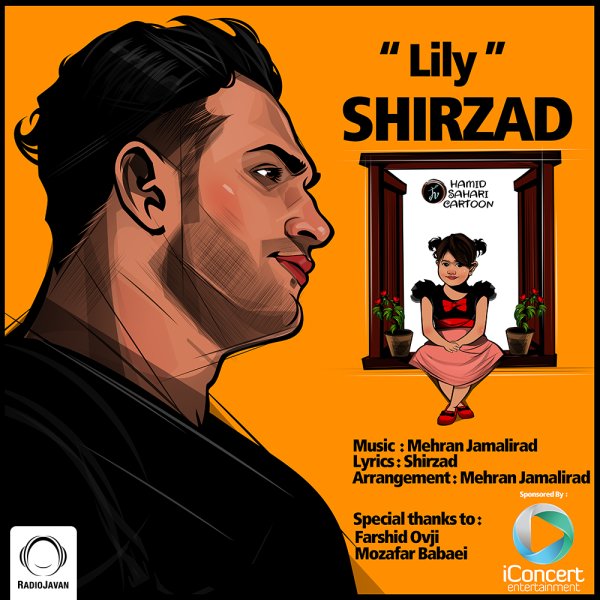 “ Lily ”
SHIRZAD
HAMID
SAHARI
CARTOON
Music : Mehran Jamalirad
Lyrics : Shirzad
Arrangement : Mehran Jamalirad
Sponsored By :
Special thanks to :
Farshid Ovji
Mozafar Babaei
iConcert
entertainment
RADIOJAVAN